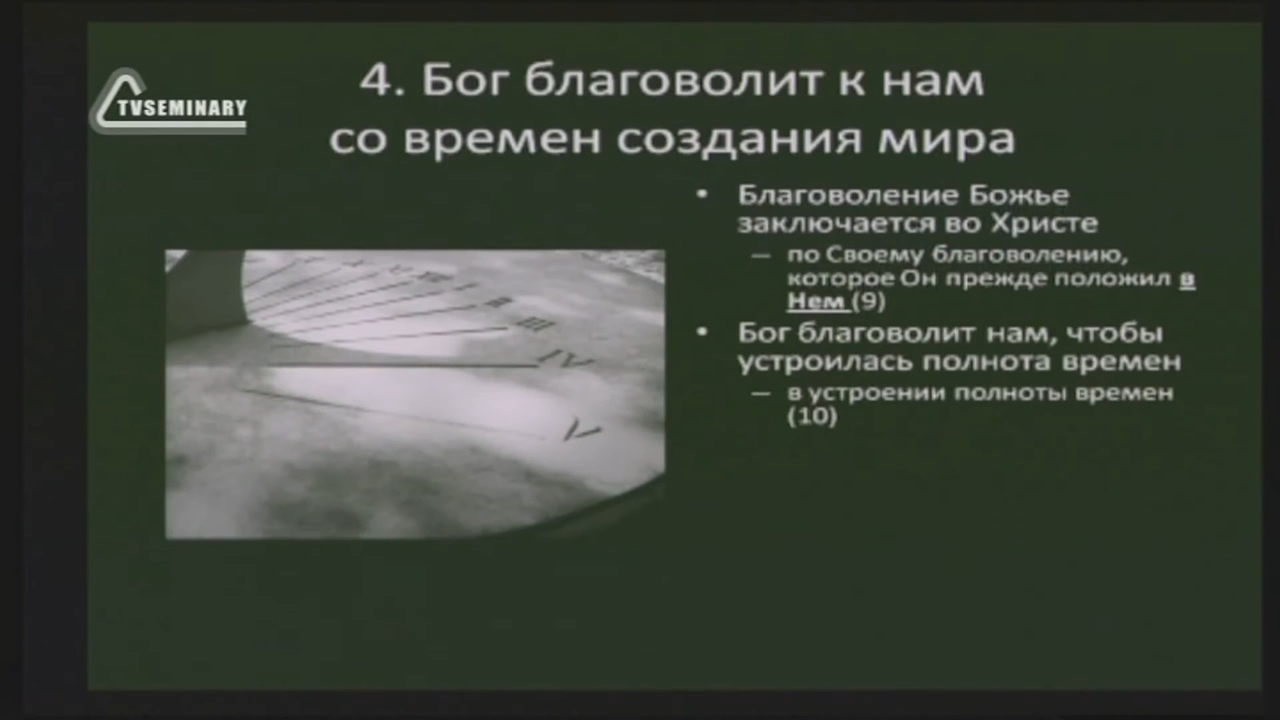 TVSEMINARY
4. Бог благоволит к нам
со времен создания мира
• Благоволение Божье
заключается во Христе
– по Своему благоволению,
которое Он прежде положил в
Нем (9)
• Бог благоволит нам, чтобы
устроилась полнота времен
– в устроении полноты времен
(10)
III
IV
V